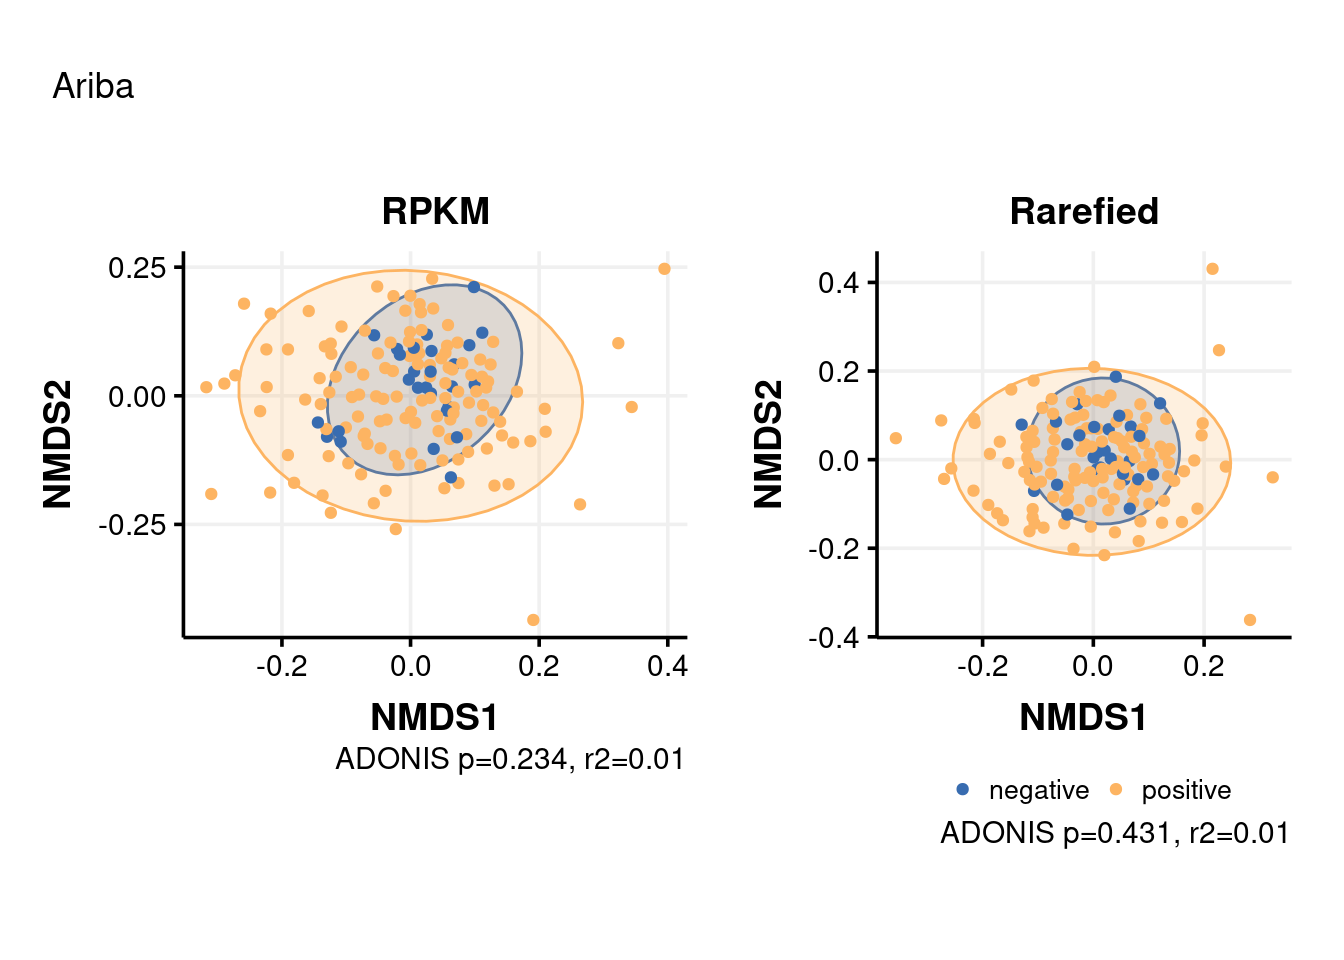 Ariba
RPKM
NMDS2
0.25
0.00
-0.25
-0.2 0.0 0.2 0.4
NMDS1
ADONIS p=0.234, r2=0.01
Rarefied
NMDS2
0.4
0.2
0.0
-0.2
-0.4
-0.2 0.0 0.2
NMDS1
negative positive
ADONIS p=0.431, r2=0.01